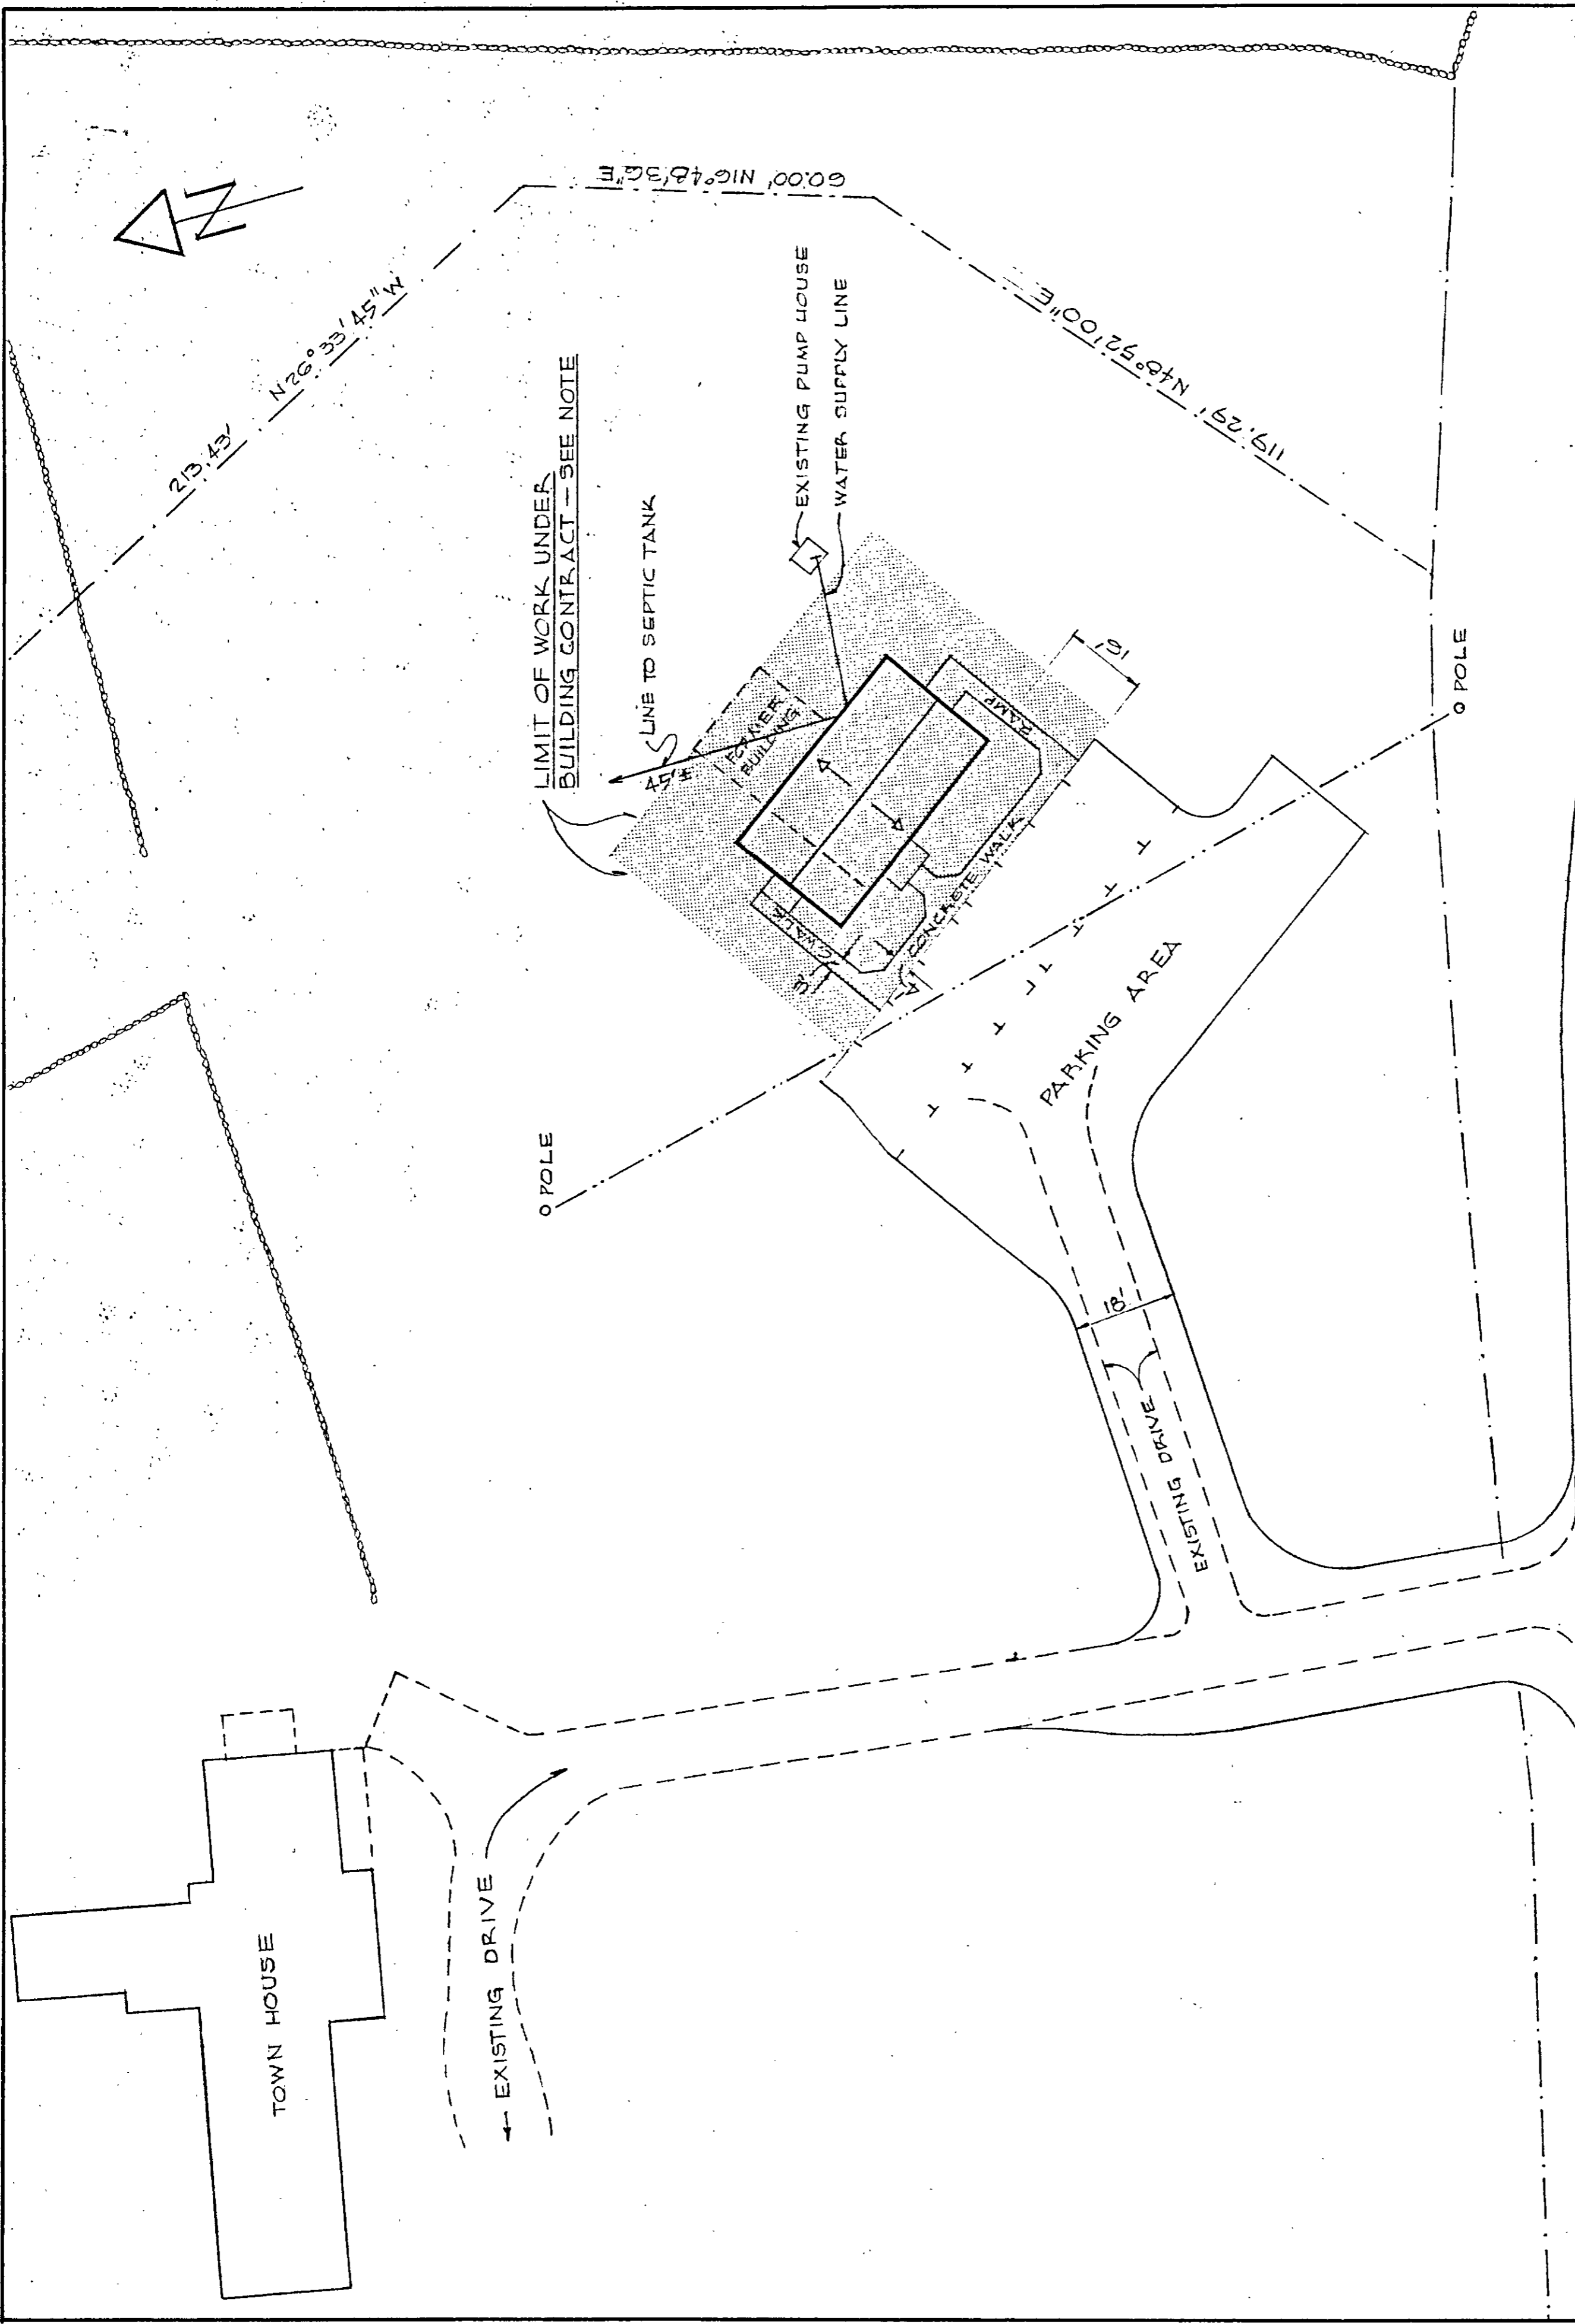 N
213.43' N26°33'45"W
60.00' N16°48'36"E
119.29' N48°52'00"E
LIMIT OF WORK UNDER
BUILDING CONTRACT – SEE NOTE
LINE TO SEPTIC TANK
EXISTING PUMP HOUSE
WATER SUPPLY LINE
45'±
FORMER
BUILDING
RAMP
CONCRETE WALK
WALK
3'
POLE
POLE
PARKING AREA
18'
EXISTING DRIVE
EXISTING DRIVE
TOWN HOUSE